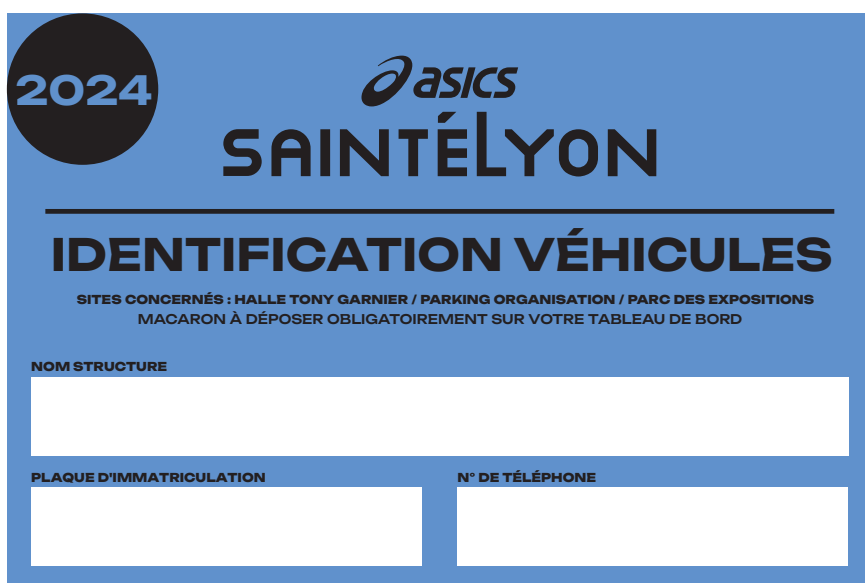 2024
asics
SAINTÉLYON
IDENTIFICATION VÉHICULES
SITES CONCERNÉS : HALLE TONY GARNIER / PARKING ORGANISATION / PARC DES EXPOSITIONS
MACARON À DÉPOSER OBLIGATOIREMENT SUR VOTRE TABLEAU DE BORD
NOM STRUCTURE
PLAQUE D'IMMATRICULATION
N° DE TÉLÉPHONE